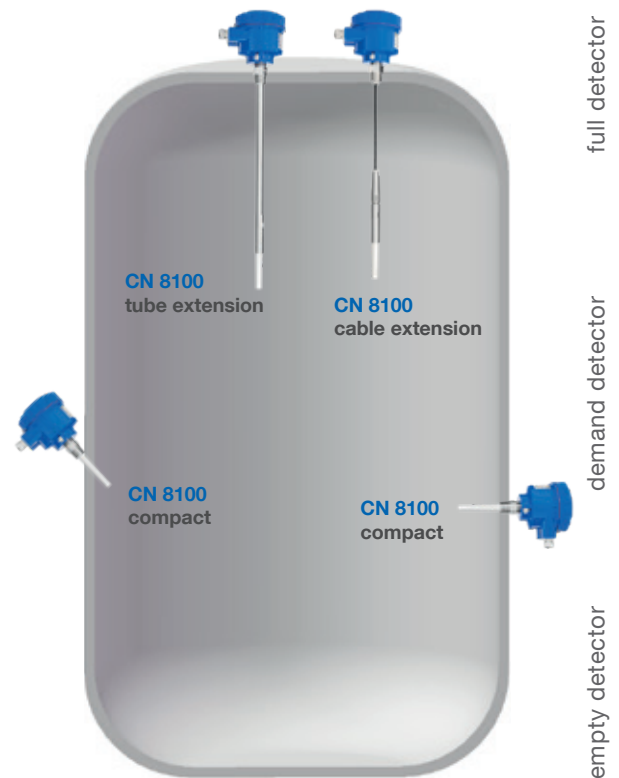 full detector
CN 8100
tube extension
CN 8100
cable extension
demand detector
CN 8100
compact
CN 8100
compact
empty detector